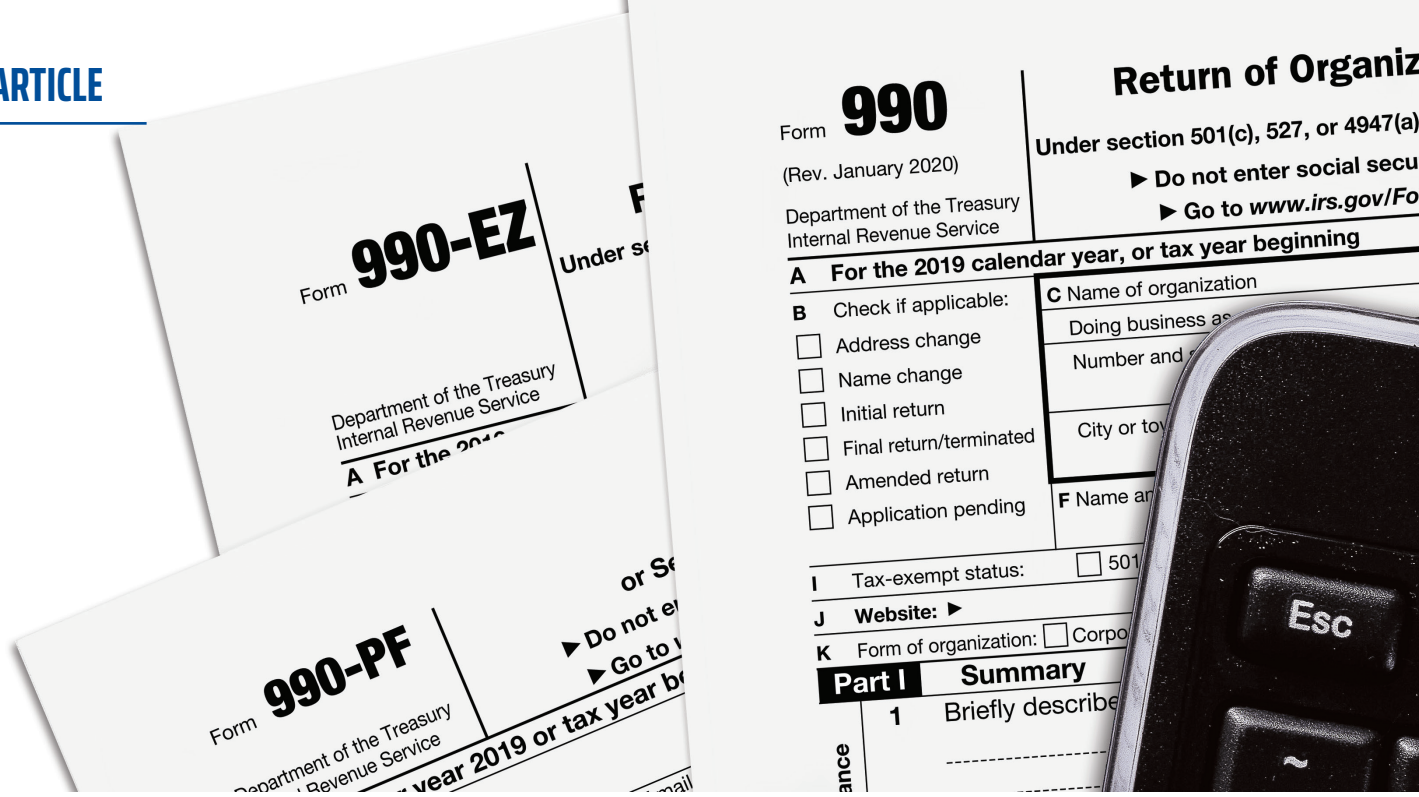 ARTICLE
Form 990-EZ
Under se
Department of the Treasury
Internal Revenue Service
A For the 2019
Form 990-PF
Department of the Treasury
Revenue Service
or Se
Do not en
Go to
year 2019 or tax year be
Form 990
(Rev. January 2020)
Department of the Treasury
Internal Revenue Service
Return of Organiz
Under section 501(c), 527, or 4947(a)
► Do not enter social secu
► Go to www.irs.gov/Fo
A For the 2019 calendar year, or tax year beginning
B Check if applicable:
Address change
Name change
Initial return
Final return/terminated
Amended return
Application pending
C Name of organization
Doing business as
Number and s
City or tow
F Name an
I Tax-exempt status: 501
J Website: ►
K Form of organization: Corpo
Part I Summary
1 Briefly describe
Esc
~